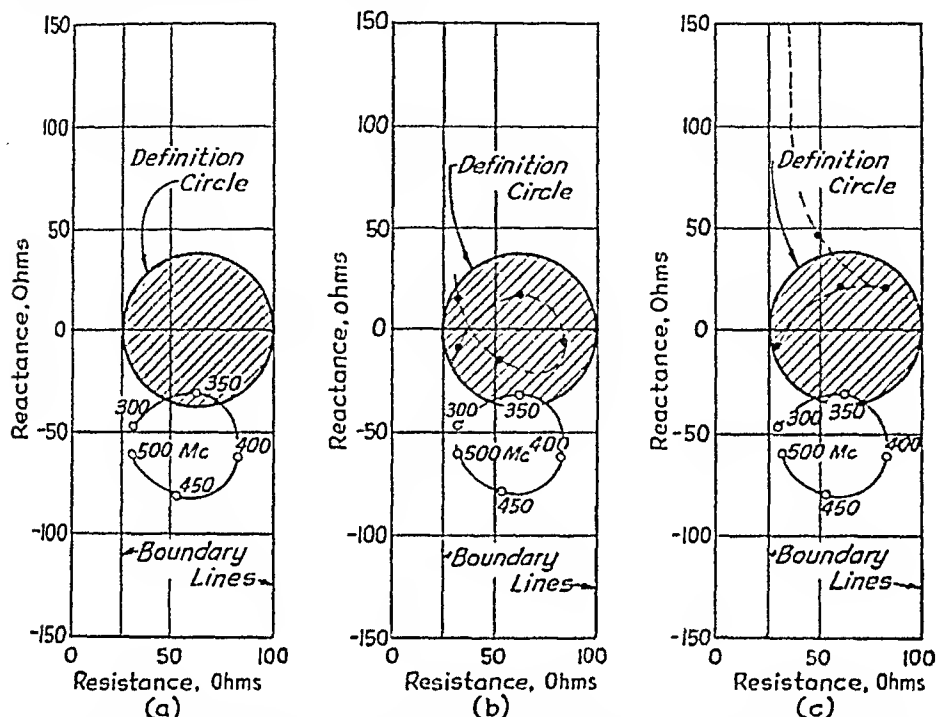 150
100
50
0
-50
-100
-150
Reactance, Ohms
Definition
Circle
300
350
400
450
500 Mc
Boundary
Lines
0
50
100
Resistance, Ohms
(a)
150
100
50
0
-50
-100
-150
Reactance, ohms
Definition
Circle
300
350
400
450
500 Mc
Boundary
Lines
0
50
100
Resistance, Ohms
(b)
150
100
50
0
-50
-100
-150
Reactance, Ohms
Definition
Circle
300
350
400
450
500 Mc
Boundary
Lines
0
50
100
Resistance, Ohms
(c)